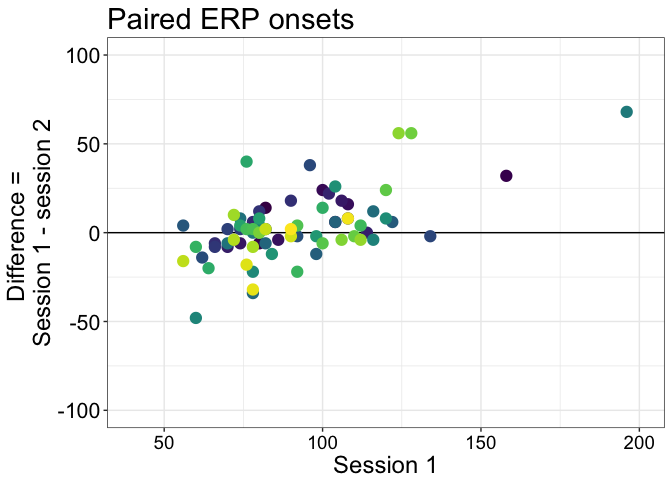 Paired ERP onsets
Difference =
Session 1 - session 2
100
50
0
-50
-100
50
100
150
200
Session 1